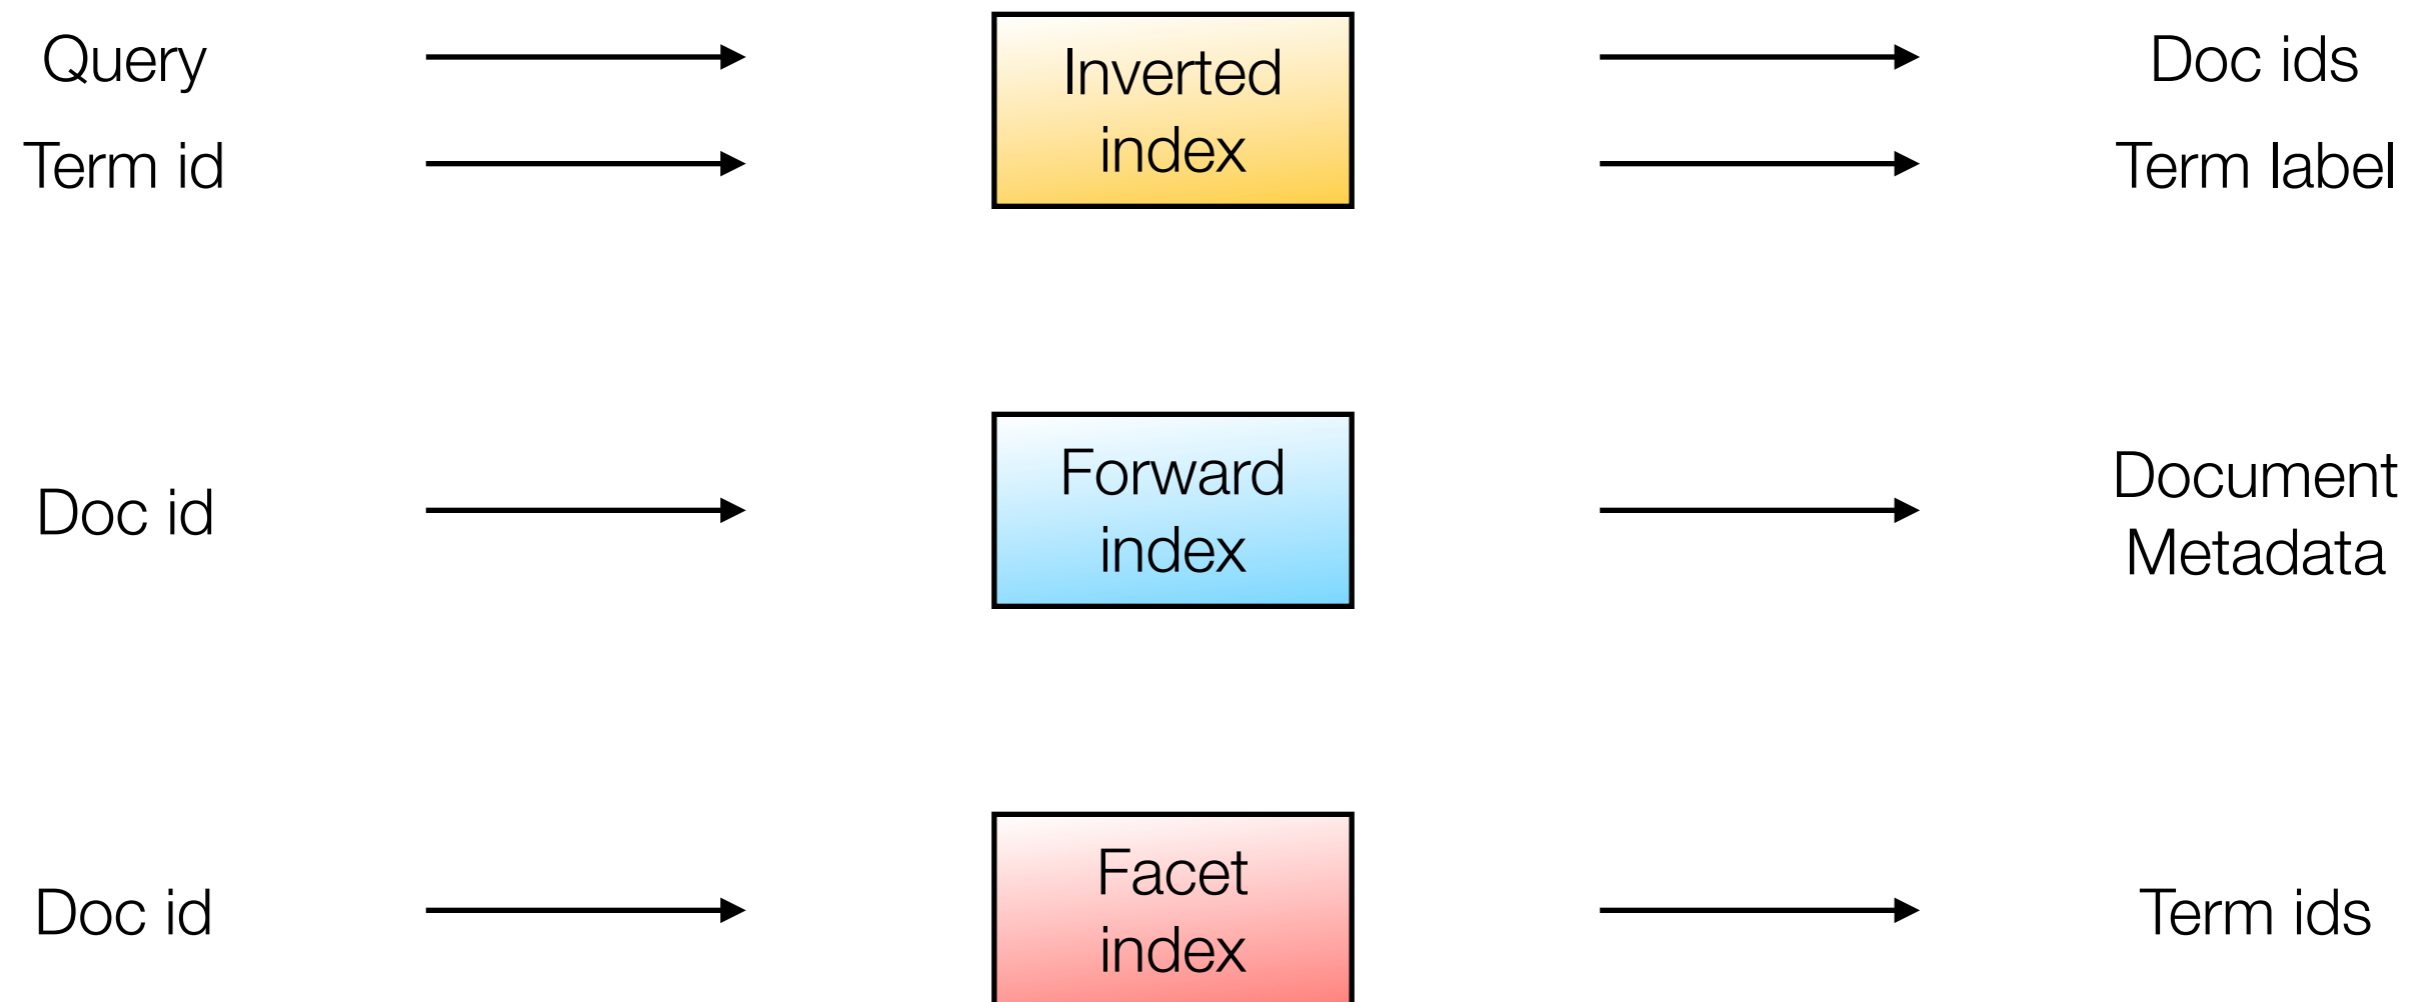 Query
Inverted
index
Doc ids
Term id
Term label
Doc id
Forward
index
Document
Metadata
Doc id
Facet
index
Term ids